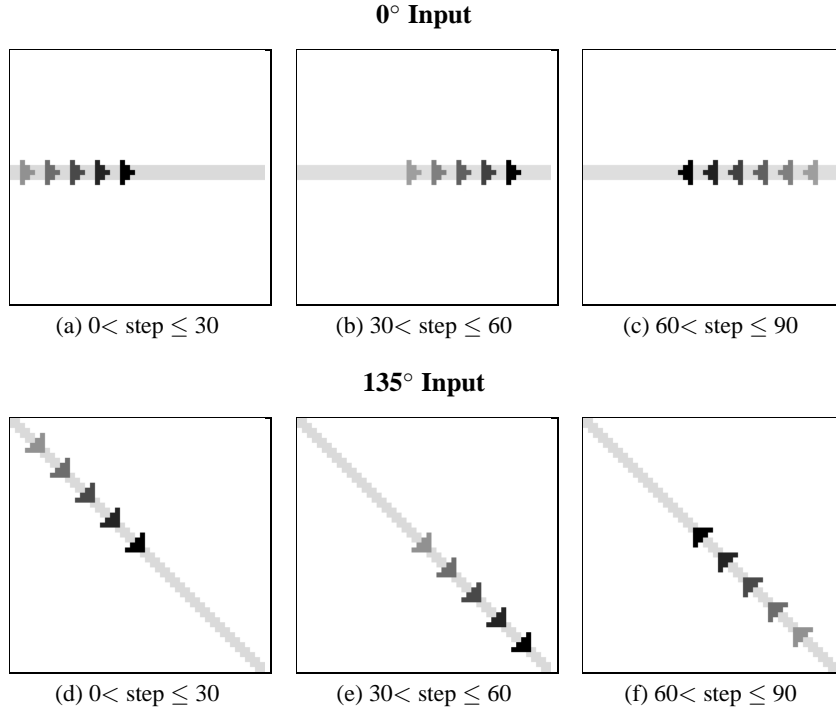 0° Input
(a) 0< step ≤ 30
(b) 30< step ≤ 60
(c) 60< step ≤ 90
135° Input
(d) 0< step ≤ 30
(e) 30< step ≤ 60
(f) 60< step ≤ 90